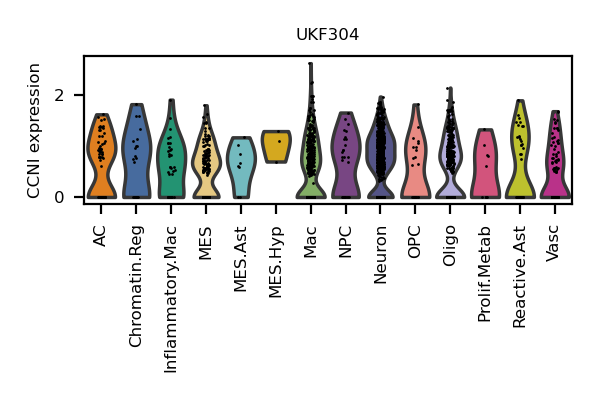 UKF304
CCNI expression
2
0
AC
Chromatin.Reg
Inflammatory.Mac
MES
MES.Ast
MES.Hyp
Mac
NPC
Neuron
OPC
Oligo
Prolif.Metab
Reactive.Ast
Vasc